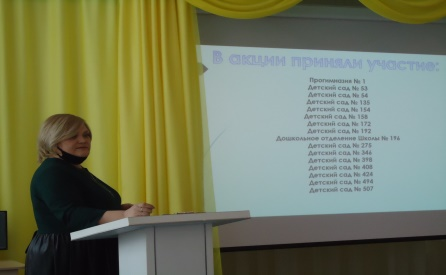 В акции приняли участие:
Прогимназия № 1
Детский сад № 53
Детский сад № 54
Детский сад № 135
Детский сад № 154
Детский сад № 158
Детский сад № 172
Детский сад № 192
Дошкольное отделение Школы № 196
Детский сад № 275
Детский сад № 346
Детский сад № 398
Детский сад № 408
Детский сад № 424
Детский сад № 494
Детский сад № 507